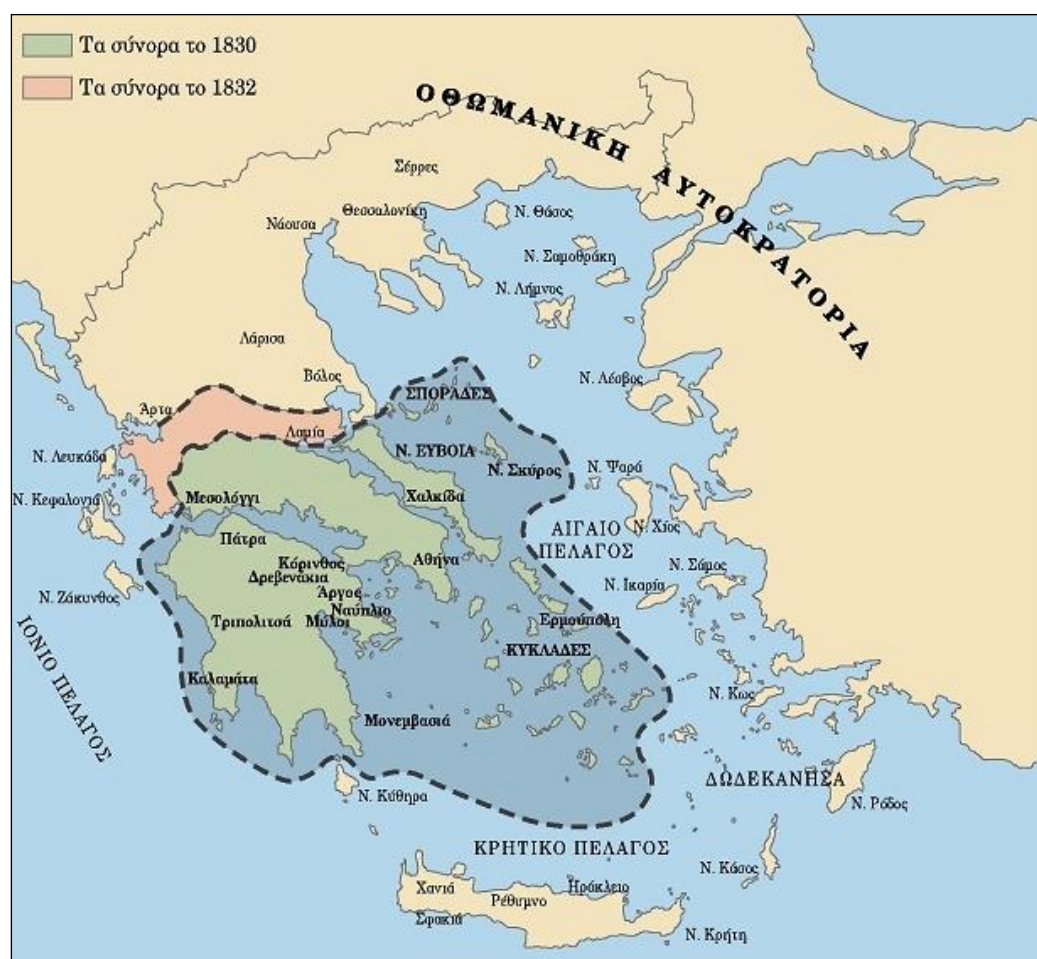 Τα σύνορα το 1830
Τα σύνορα το 1832
ΟΘΩΜΑΝΙΚΗ ΑΥΤΟΚΡΑΤΟΡΙΑ
Σέρρες
Θεσσαλονίκη
Νάουσα
Ν. Θάσος
Ν. Σαμοθράκη
Ν. Λήμνος
Λάρισα
Βόλος
Ν. Λέσβος
ΣΠΟΡΑΔΕΣ
Άρτα
Λαμία
Ν. Λευκάδα
Ν. ΕΥΒΟΙΑ
Ν. Σκύρος
Ν. Ψαρά
Ν. Κεφαλονιά
Μεσολόγγι
Χαλκίδα
Ν. Χίος
ΑΙΓΑΙΟ
ΠΕΛΑΓΟΣ
Πάτρα
Κόρινθος
Αθήνα
Δρεβενάκια
Ν. Σάμος
Ν. Ικαρία
Άργος
Ν. Ζάκυνθος
Ναύπλιο
Τριπολιτσά
Μύλοι
Ερμούπολη
ΙΟΝΙΟ ΠΕΛΑΓΟΣ
ΚΥΚΛΑΔΕΣ
Καλαμάτα
Ν. Κως
Μονεμβασιά
ΔΩΔΕΚΑΝΗΣΑ
Ν. Κύθηρα
Ν. Ρόδος
ΚΡΗΤΙΚΟ ΠΕΛΑΓΟΣ
Ν. Κάσος
Χανιά
Ρέθυμνο
Ηράκλειο
Σφακιά
Ν. Κρήτη